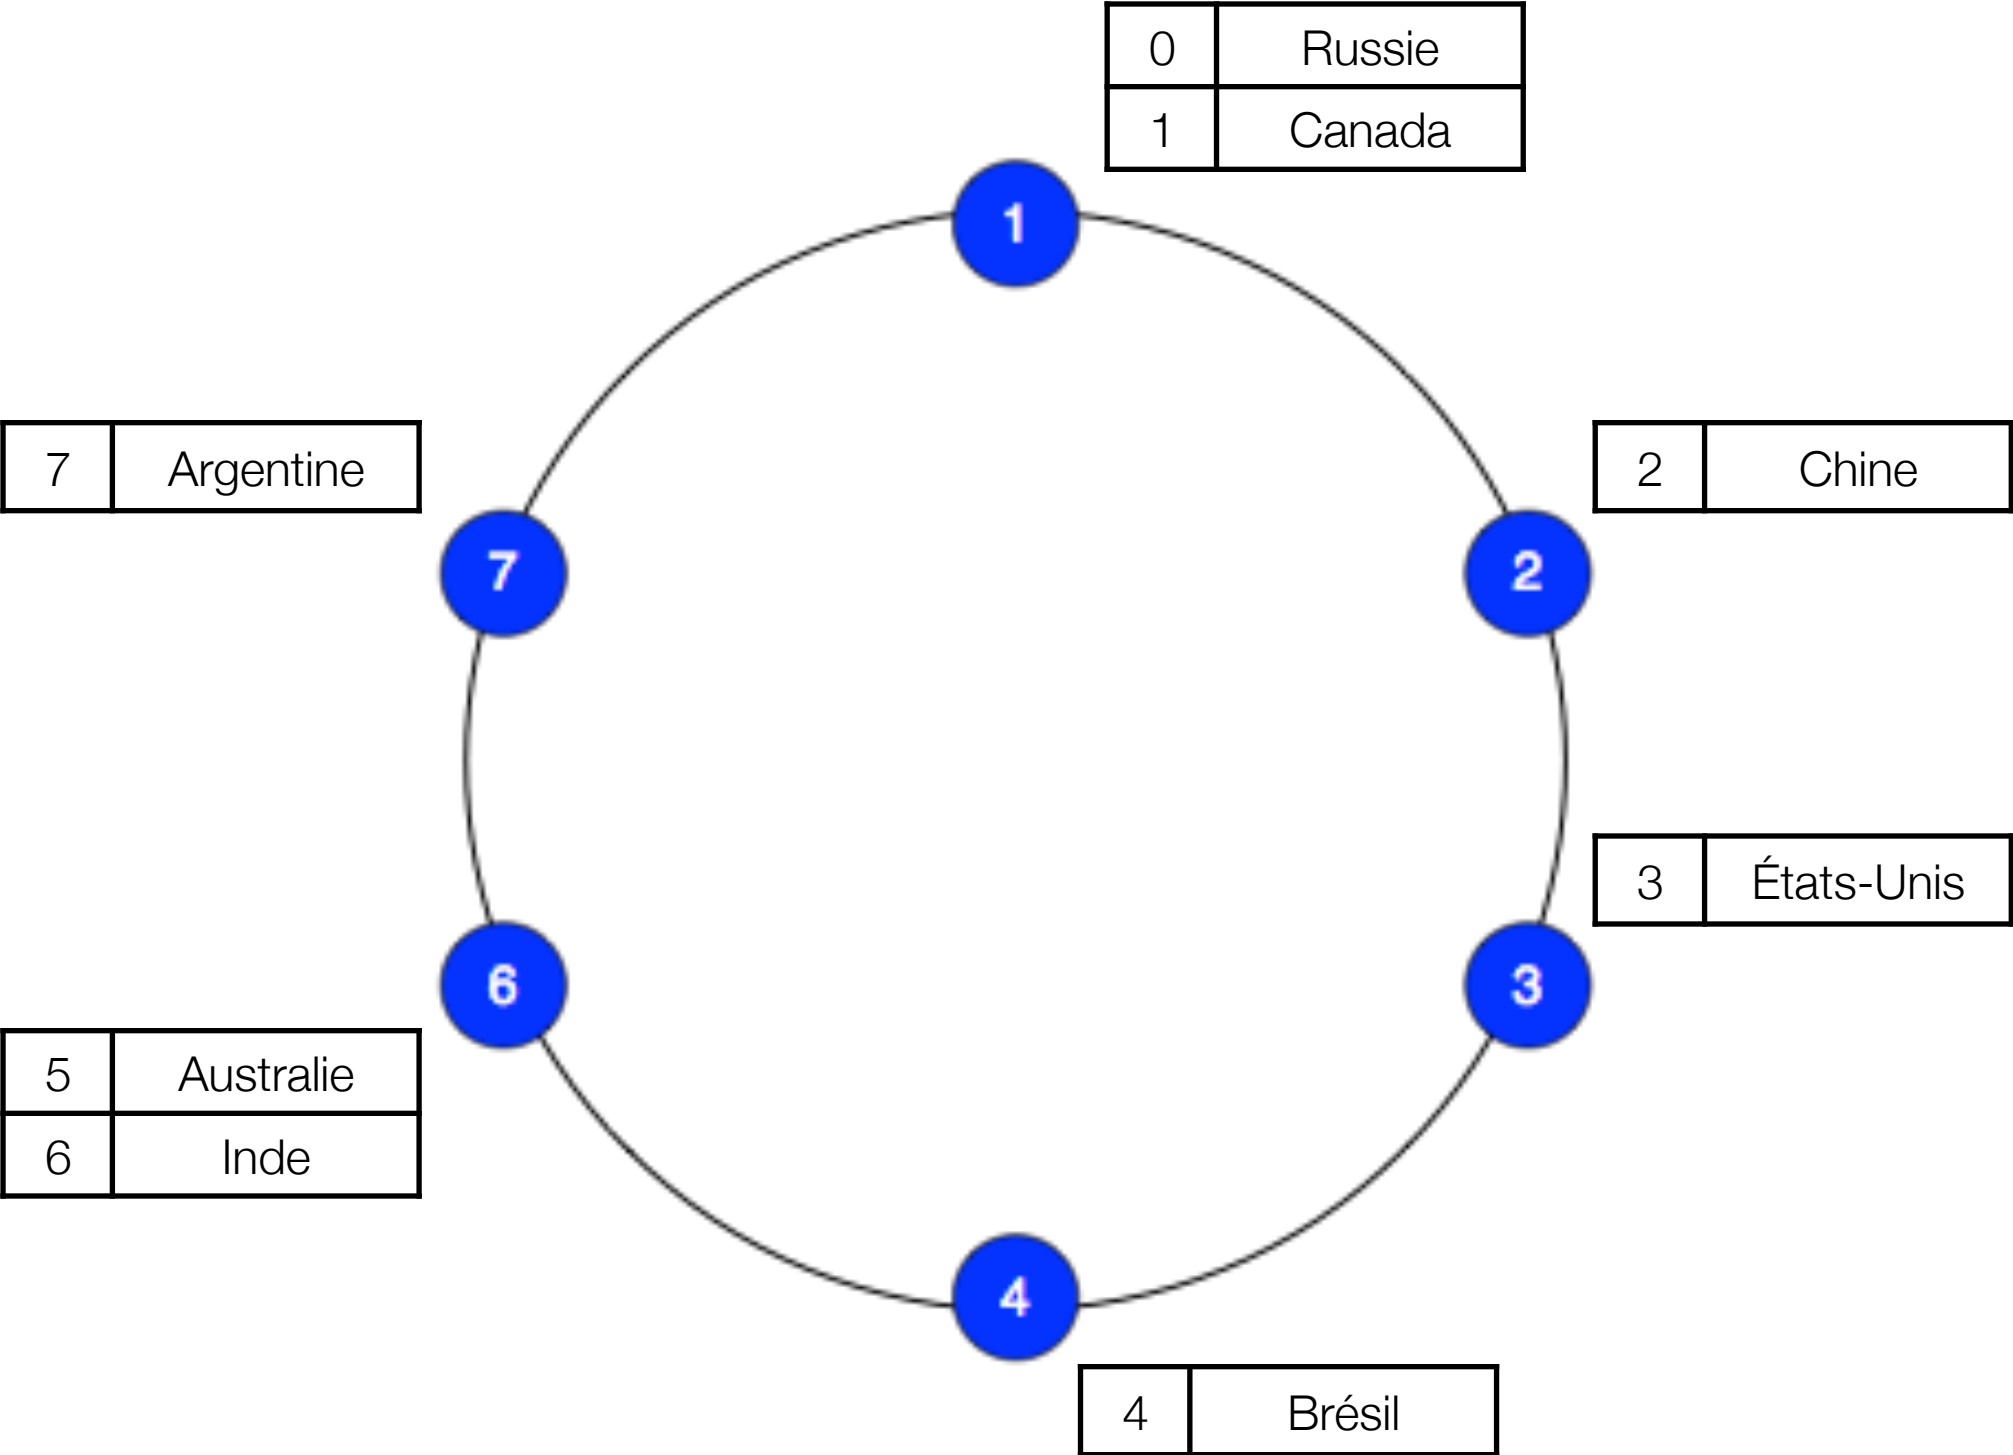 0 Russie
1 Canada
1
7 Argentine
2 Chine
7
2
3 États-Unis
6
3
5 Australie
6 Inde
4
4 Brésil